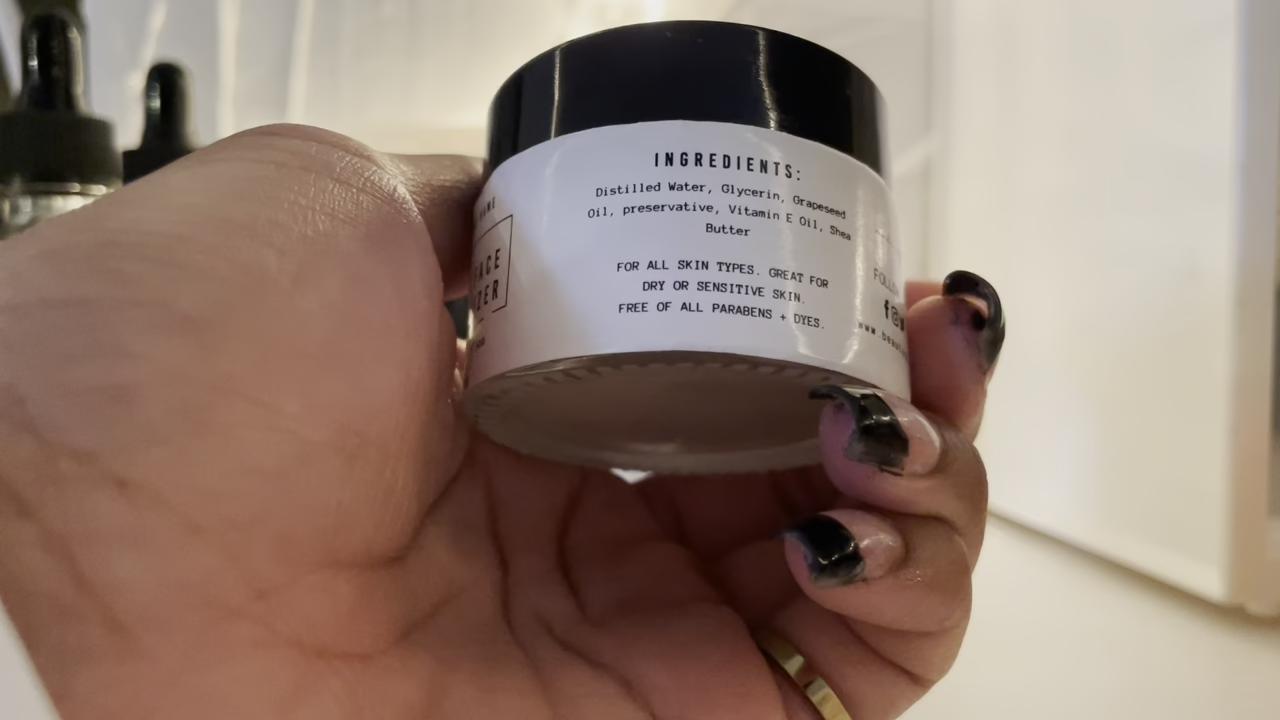 INGREDIENTS:
Distilled Water, Glycerin, Grapeseed
Oil, preservative, Vitamin E Oil, Shea
Butter
FOR ALL SKIN TYPES. GREAT FOR
DRY OR SENSITIVE SKIN.
FREE OF ALL PARABENS + DYES.